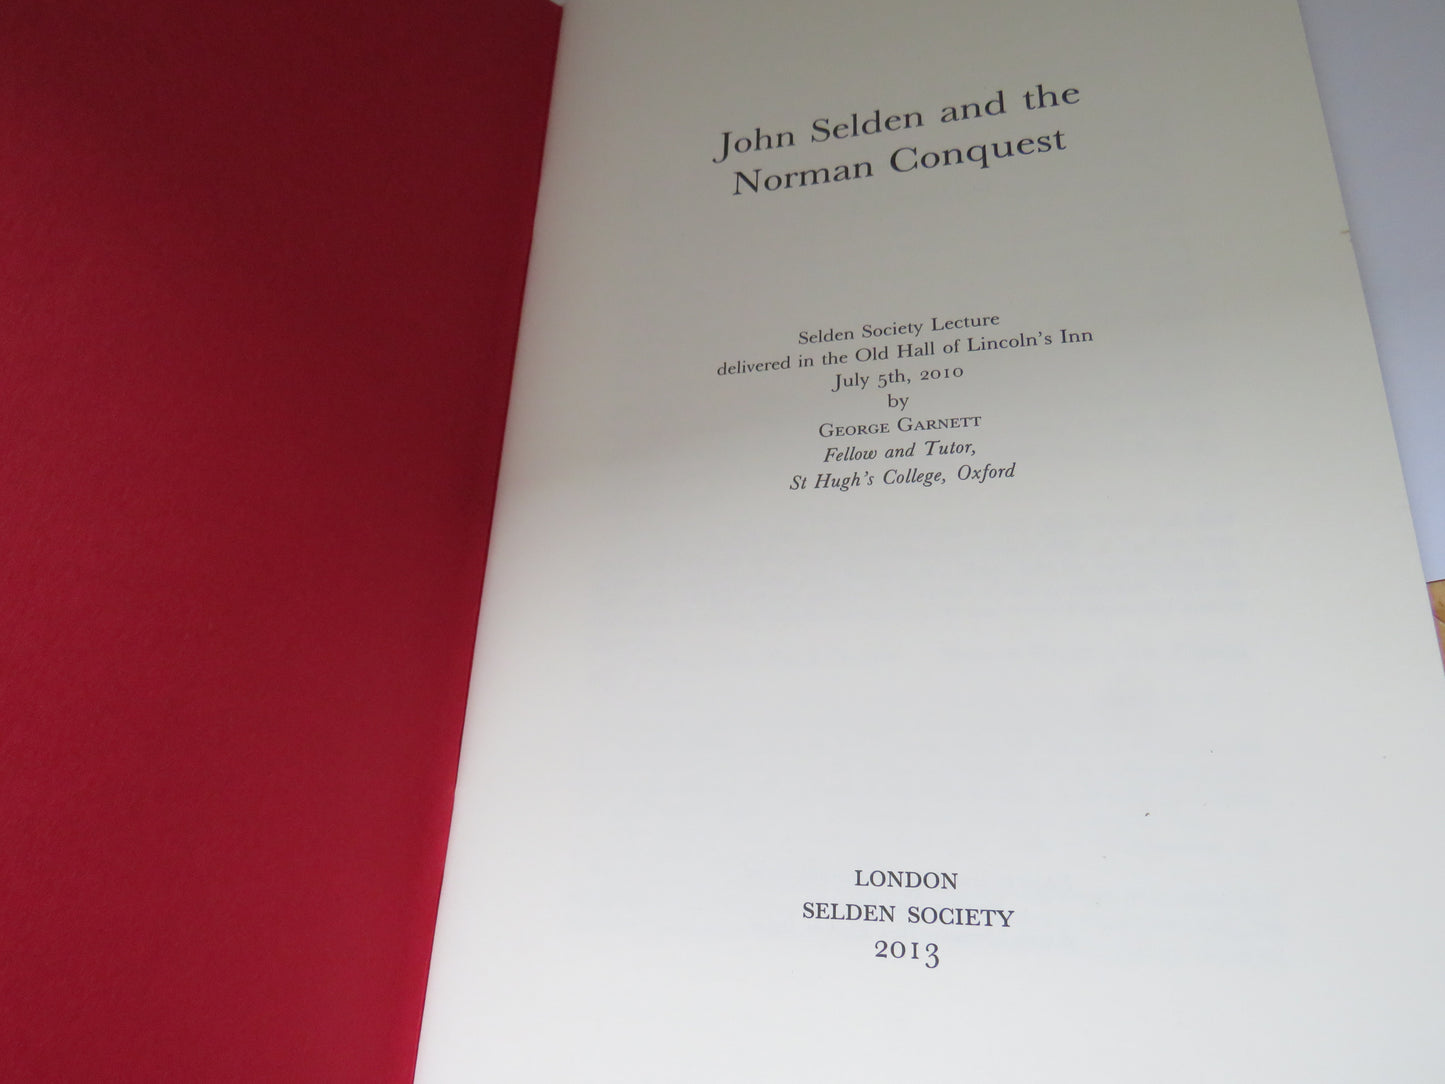 John Selden and the
Norman Conquest
Selden Society Lecture
delivered in the Old Hall of Lincoln's Inn
July 5th, 2010
by
GEORGE GARNETT
Fellow and Tutor,
St Hugh's College, Oxford
LONDON
SELDEN SOCIETY
2013